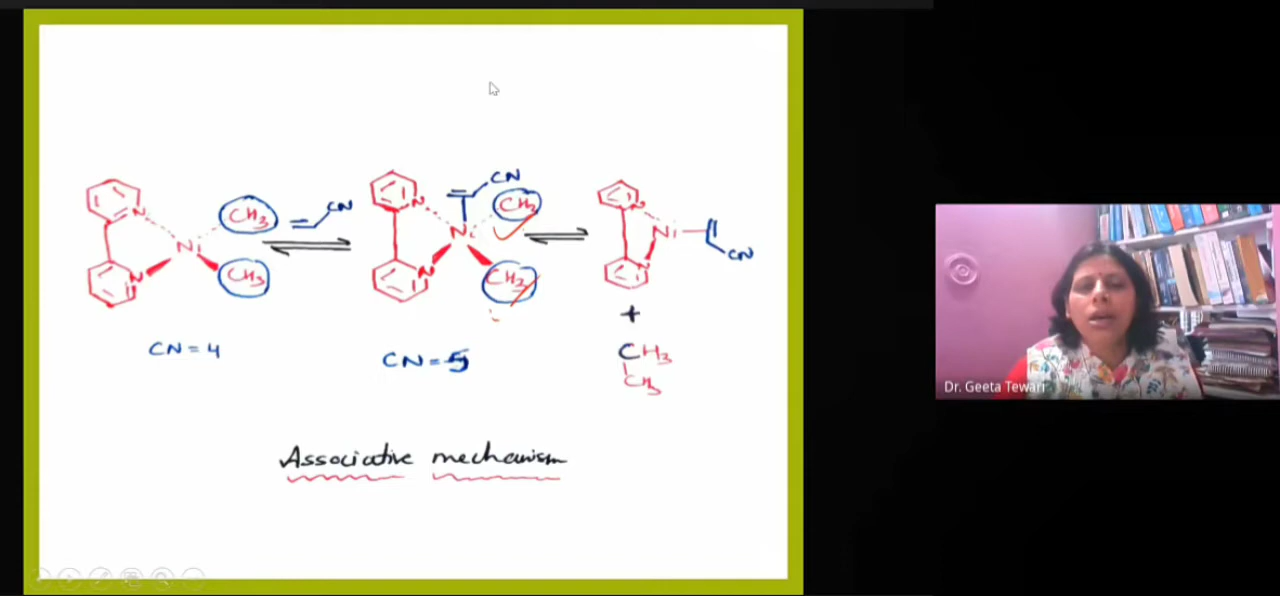 CN
N
Ni
N
CH3
CH3
CN
N
Ni
N
CH3
CH3
CN
N
Ni
N
CN
+
CH3
CH3
CN = 4
CN = 5
Associative mechanism
Dr. Geeta Tewari